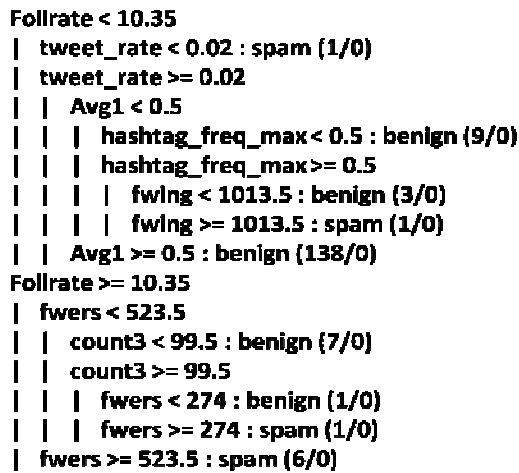 Follrate < 10.35
| tweet_rate < 0.02 : spam (1/0)
| tweet_rate >= 0.02
| | Avg1 < 0.5
| | | hashtag_freq_max< 0.5 : benign (9/0)
| | | hashtag_freq_max>= 0.5
| | | | fwing < 1013.5 : benign (3/0)
| | | | fwing >= 1013.5 : spam (1/0)
| | Avg1 >= 0.5 : benign (138/0)
Follrate >= 10.35
| fwers < 523.5
| | count3 < 99.5 : benign (7/0)
| | count3 >= 99.5
| | | fwers < 274 : benign (1/0)
| | | fwers >= 274 : spam (1/0)
| fwers >= 523.5 : spam (6/0)